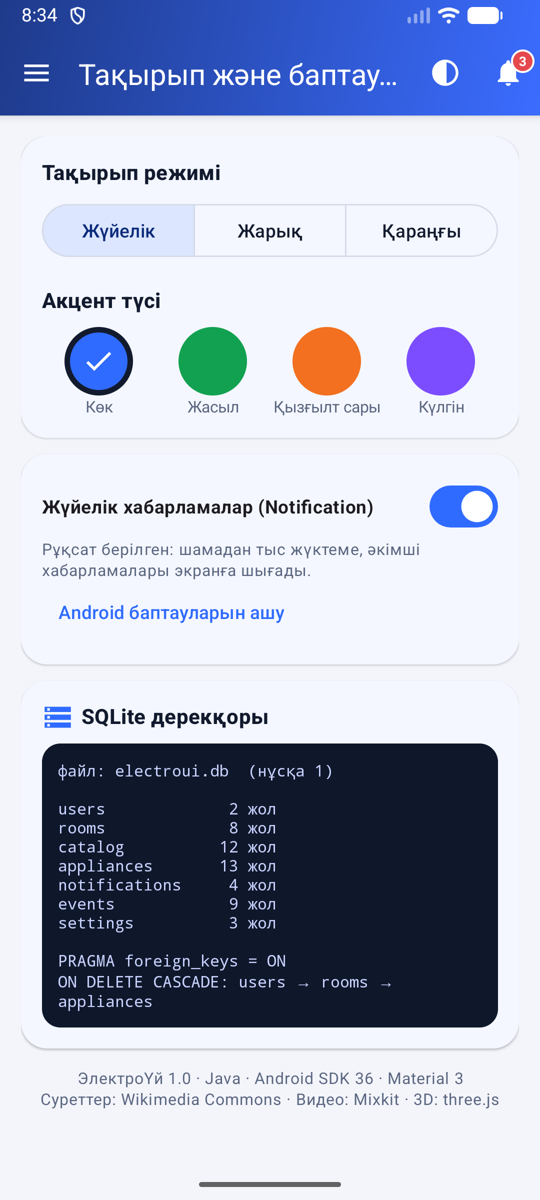 8:34
Тақырып және баптау...
3
Тақырып режимі
Жүйелік
Жарық
Қараңғы
Акцент түсі
Көк
Жасыл
Қызғылт сары
Күлгін
Жүйелік хабарламалар (Notification)
Рұқсат берілген: шамадан тыс жүктеме, әкімші
хабарламалары экранға шығады.
Android баптауларын ашу
SQLite дерекқоры
файл: electroui.db (нұсқа 1)
users 2 жол
rooms 8 жол
catalog 12 жол
appliances 13 жол
notifications 4 жол
events 9 жол
settings 3 жол
PRAGMA foreign_keys = ON
ON DELETE CASCADE: users → rooms →
appliances
ЭлектроҮй 1.0 · Java · Android SDK 36 · Material 3
Суреттер: Wikimedia Commons · Видео: Mixkit · 3D: three.js